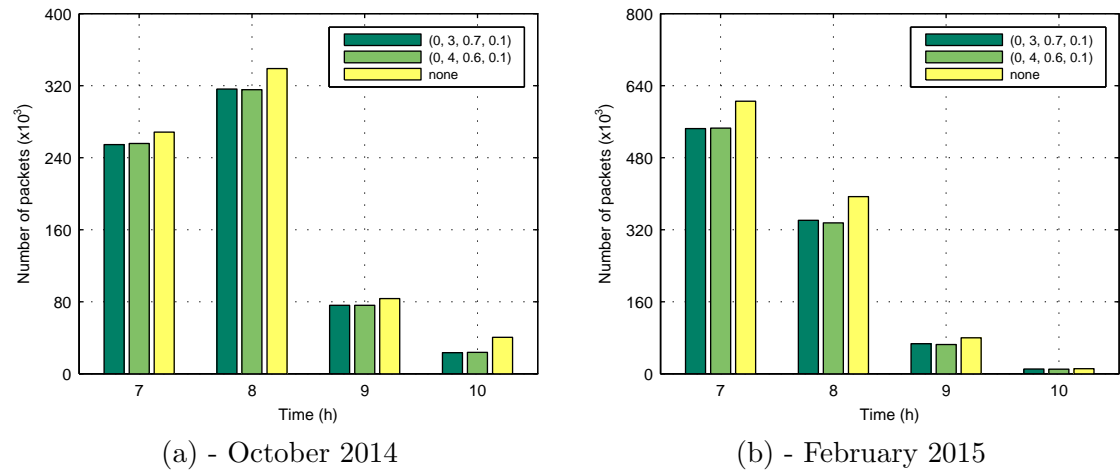 400
320
240
160
80
0
Number of packets (x10³)
(0, 3, 0.7, 0.1)
(0, 4, 0.6, 0.1)
none
7 8 9 10
Time (h)
(a) - October 2014
800
640
480
320
160
0
Number of packets (x10³)
(0, 3, 0.7, 0.1)
(0, 4, 0.6, 0.1)
none
7 8 9 10
Time (h)
(b) - February 2015